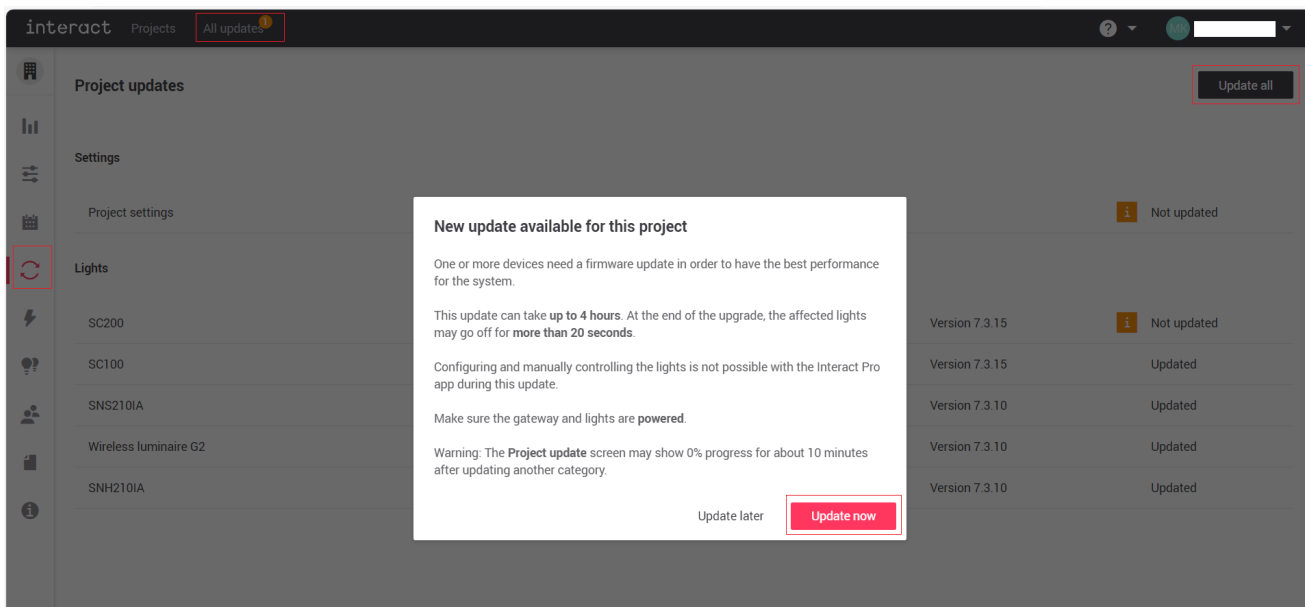 interact Projects All updates 1 ?  MK
Project updates Update all
Settings
Project settings i Not updated
New update available for this project
One or more devices need a firmware update in order to have the best performance
for the system.
Lights
This update can take up to 4 hours. At the end of the upgrade, the affected lights
may go off for more than 20 seconds.
SC200 Version 7.3.15 i Not updated
Configuring and manually controlling the lights is not possible with the Interact Pro
app during this update.
SC100 Version 7.3.15 Updated
Make sure the gateway and lights are powered.
SNS210IA Version 7.3.10 Updated
Warning: The Project update screen may show 0% progress for about 10 minutes
after updating another category.
Wireless luminaire G2 Version 7.3.10 Updated
SNH210IA Version 7.3.10 Updated
Update later Update now